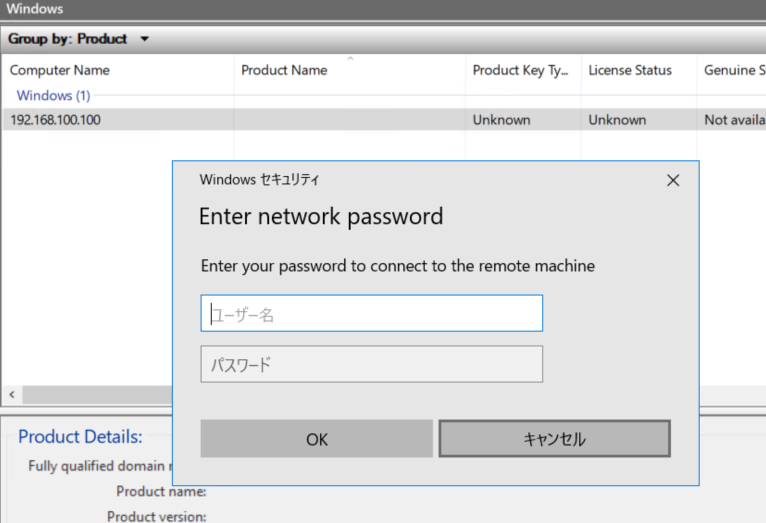 Windows
Group by: Product
Computer Name Product Name Product Key Ty... License Status Genuine S
Windows (1)
192.168.100.100 Unknown Unknown Not availa
Windows セキュリティ
Enter network password
Enter your password to connect to the remote machine
ユーザー名
パスワード
OK キャンセル
Product Details:
Fully qualified domain
Product name:
Product version: